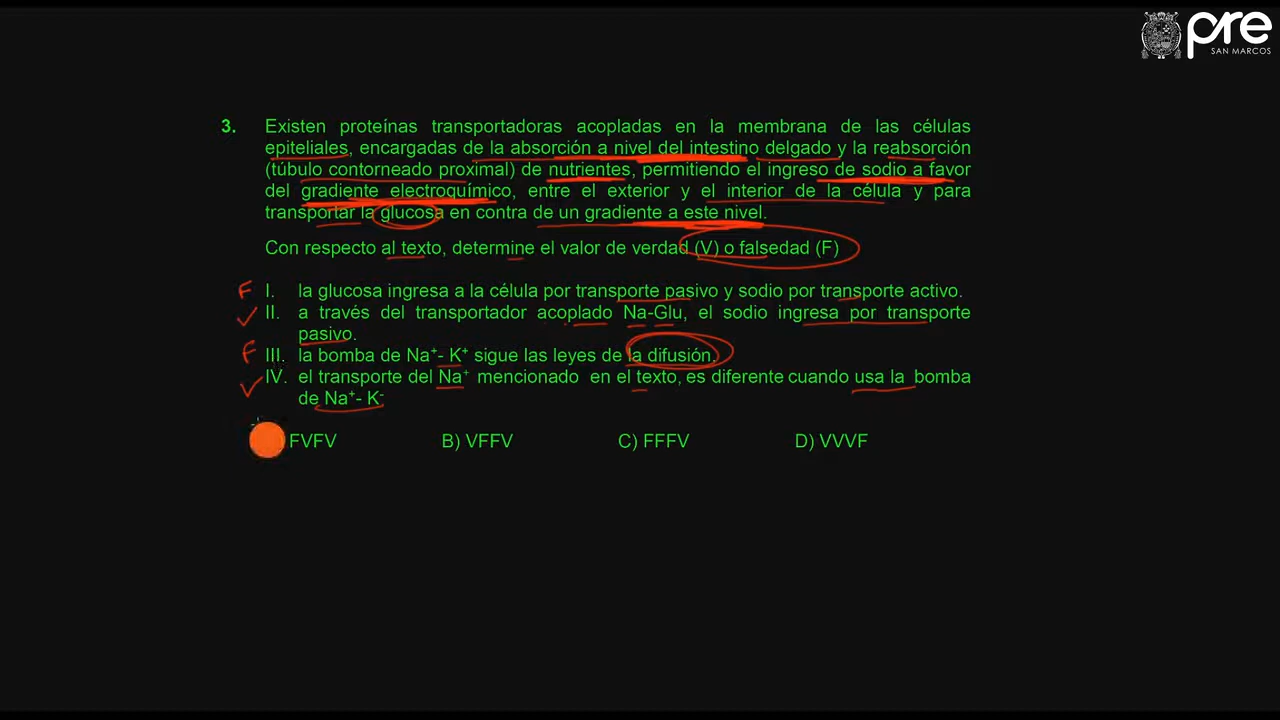 pre
SAN MARCOS
3. Existen proteínas transportadoras acopladas en la membrana de las células
epiteliales, encargadas de la absorción a nivel del intestino delgado y la reabsorción
(túbulo contorneado proximal) de nutrientes, permitiendo el ingreso de sodio a favor
del gradiente electroquímico, entre el exterior y el interior de la célula y para
transportar la glucosa en contra de un gradiente a este nivel.
Con respecto al texto, determine el valor de verdad (V) o falsedad (F)
F I. la glucosa ingresa a la célula por transporte pasivo y sodio por transporte activo.
✓ II. a través del transportador acoplado Na-Glu, el sodio ingresa por transporte
pasivo.
F III. la bomba de Na⁺- K⁺ sigue las leyes de la difusión.
✓ IV. el transporte del Na⁺ mencionado en el texto, es diferente cuando usa la bomba
de Na⁺- K⁻
FVFV B) VFFV C) FFFV D) VVVF